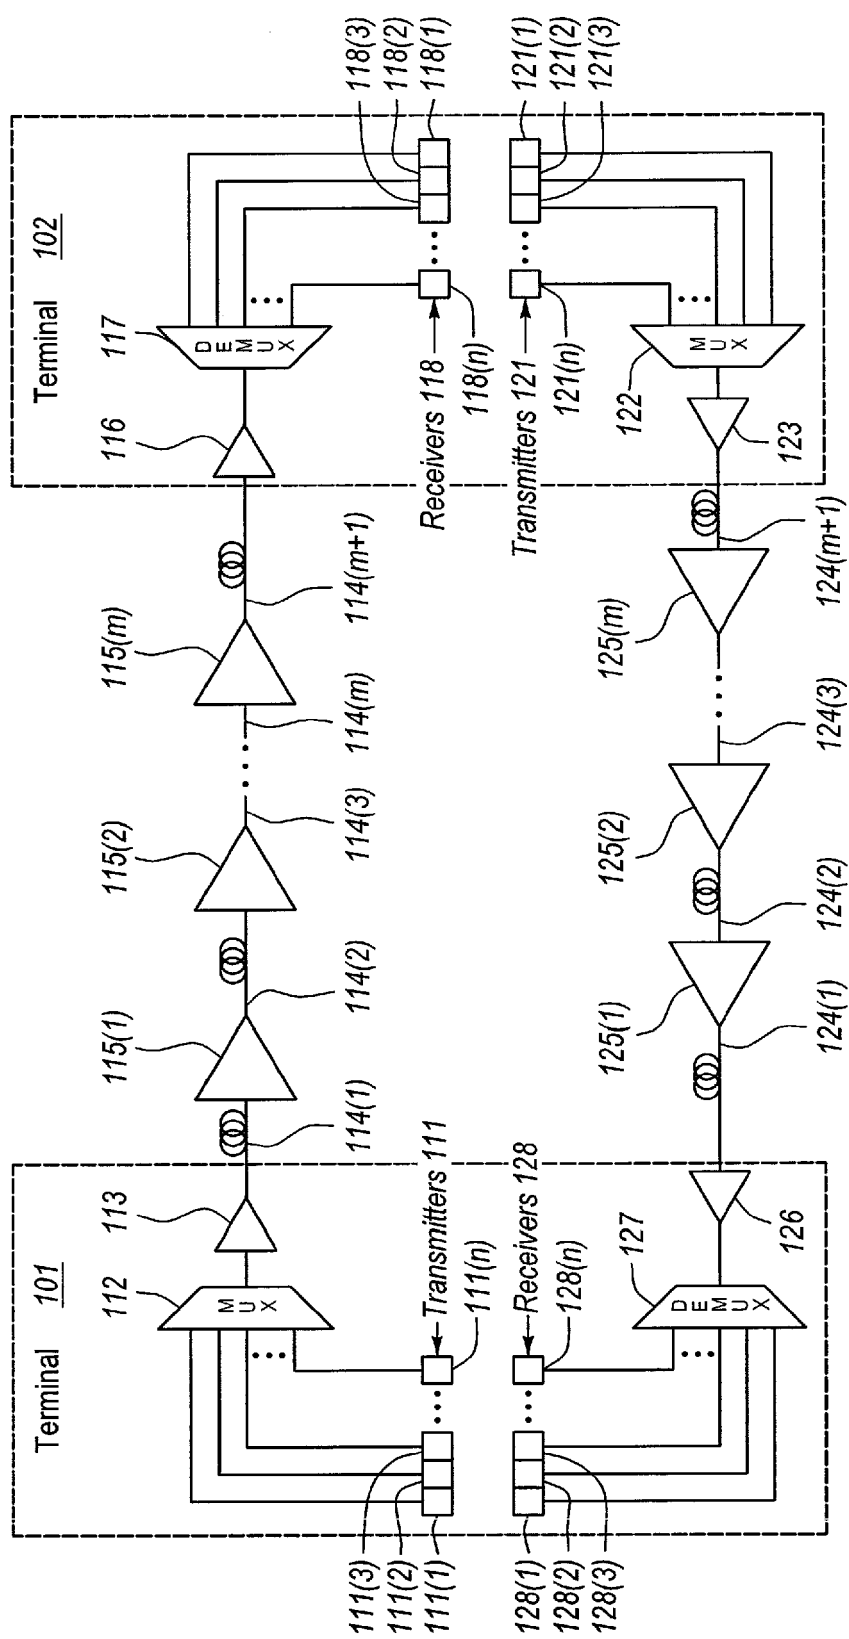 Terminal 101
112
MUX
113
114(1)
115(1)
114(2)
115(2)
114(3)
114(m)
115(m)
114(m+1)
116
117
DEMUX
Terminal 102
111(3)
111(2)
111(1)
111(n)
Transmitters 111
Receivers 118
118(n)
118(3)
118(2)
118(1)
128(1)
128(2)
128(3)
128(n)
Receivers 128
Transmitters 121
121(n)
121(1)
121(2)
121(3)
127
DEMUX
126
124(1)
125(1)
124(2)
125(2)
124(3)
125(m)
124(m+1)
123
122
MUX